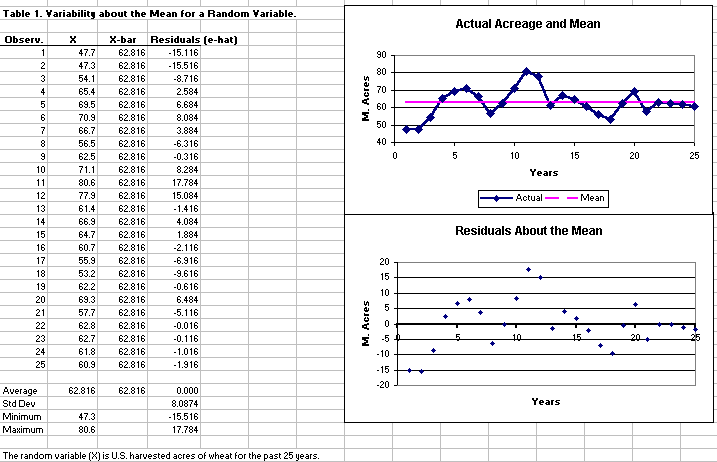 Table 1. Variability about the Mean for a Random Variable.
Observ. X X-bar Residuals (e-hat)
1 47.7 62.816 -15.116
2 47.3 62.816 -15.516
3 54.1 62.816 -8.716
4 65.4 62.816 2.584
5 69.5 62.816 6.684
6 70.9 62.816 8.084
7 66.7 62.816 3.884
8 56.5 62.816 -6.316
9 62.5 62.816 -0.316
10 71.1 62.816 8.284
11 80.6 62.816 17.784
12 77.9 62.816 15.084
13 61.4 62.816 -1.416
14 66.9 62.816 4.084
15 64.7 62.816 1.884
16 60.7 62.816 -2.116
17 55.9 62.816 -6.916
18 53.2 62.816 -9.616
19 62.2 62.816 -0.616
20 69.3 62.816 6.484
21 57.7 62.816 -5.116
22 62.8 62.816 -0.016
23 62.7 62.816 -0.116
24 61.8 62.816 -1.016
25 60.9 62.816 -1.916
Average 62.816 62.816 0.000
Std Dev 8.0874
Minimum 47.3 -15.516
Maximum 80.6 17.784
The random variable (X) is U.S. harvested acres of wheat for the past 25 years.
Actual Acreage and Mean
M. Acres
90
80
70
60
50
40
0 5 10 15 20 25
Years
Actual Mean
Residuals About the Mean
M. Acres
20
15
10
5
0
-5
-10
-15
-20
0 5 10 15 20 25
Years